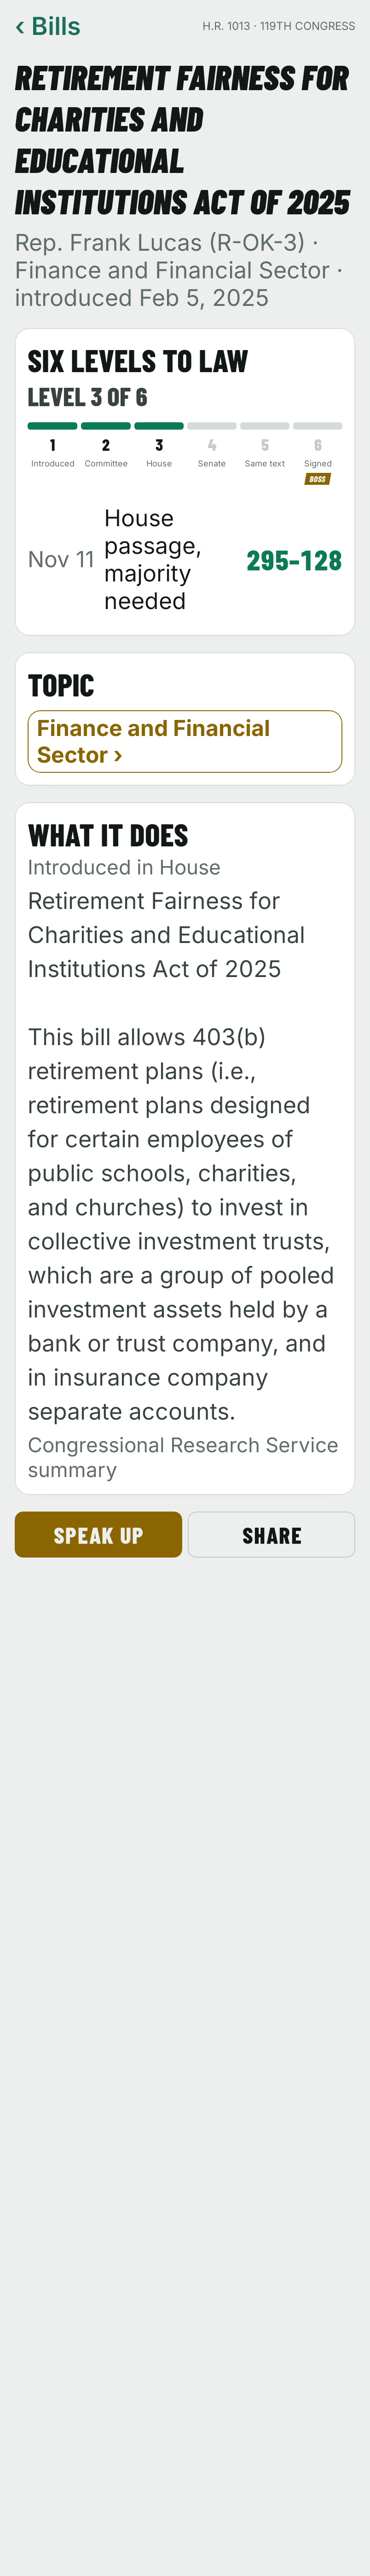 ‹ Bills
H.R. 1013 · 119TH CONGRESS
RETIREMENT FAIRNESS FOR
CHARITIES AND
EDUCATIONAL
INSTITUTIONS ACT OF 2025
Rep. Frank Lucas (R-OK-3) ·
Finance and Financial Sector ·
introduced Feb 5, 2025
SIX LEVELS TO LAW
LEVEL 3 OF 6
1 2 3 4 5 6
Introduced Committee House Senate Same text Signed
BOSS
Nov 11
House
passage,
majority
needed
295-128
TOPIC
Finance and Financial
Sector ›
WHAT IT DOES
Introduced in House
Retirement Fairness for
Charities and Educational
Institutions Act of 2025
This bill allows 403(b)
retirement plans (i.e.,
retirement plans designed
for certain employees of
public schools, charities,
and churches) to invest in
collective investment trusts,
which are a group of pooled
investment assets held by a
bank or trust company, and
in insurance company
separate accounts.
Congressional Research Service
summary
SPEAK UP
SHARE